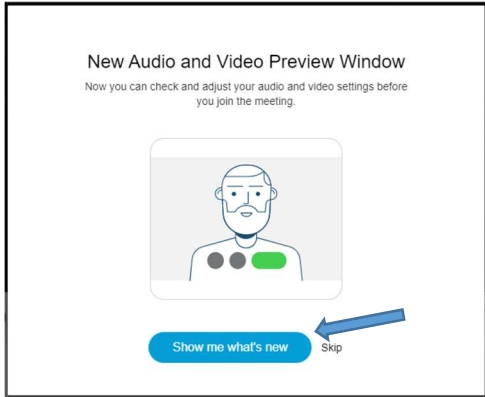 New Audio and Video Preview Window
Now you can check and adjust your audio and video settings before
you join the meeting.
Show me what's new
Skip